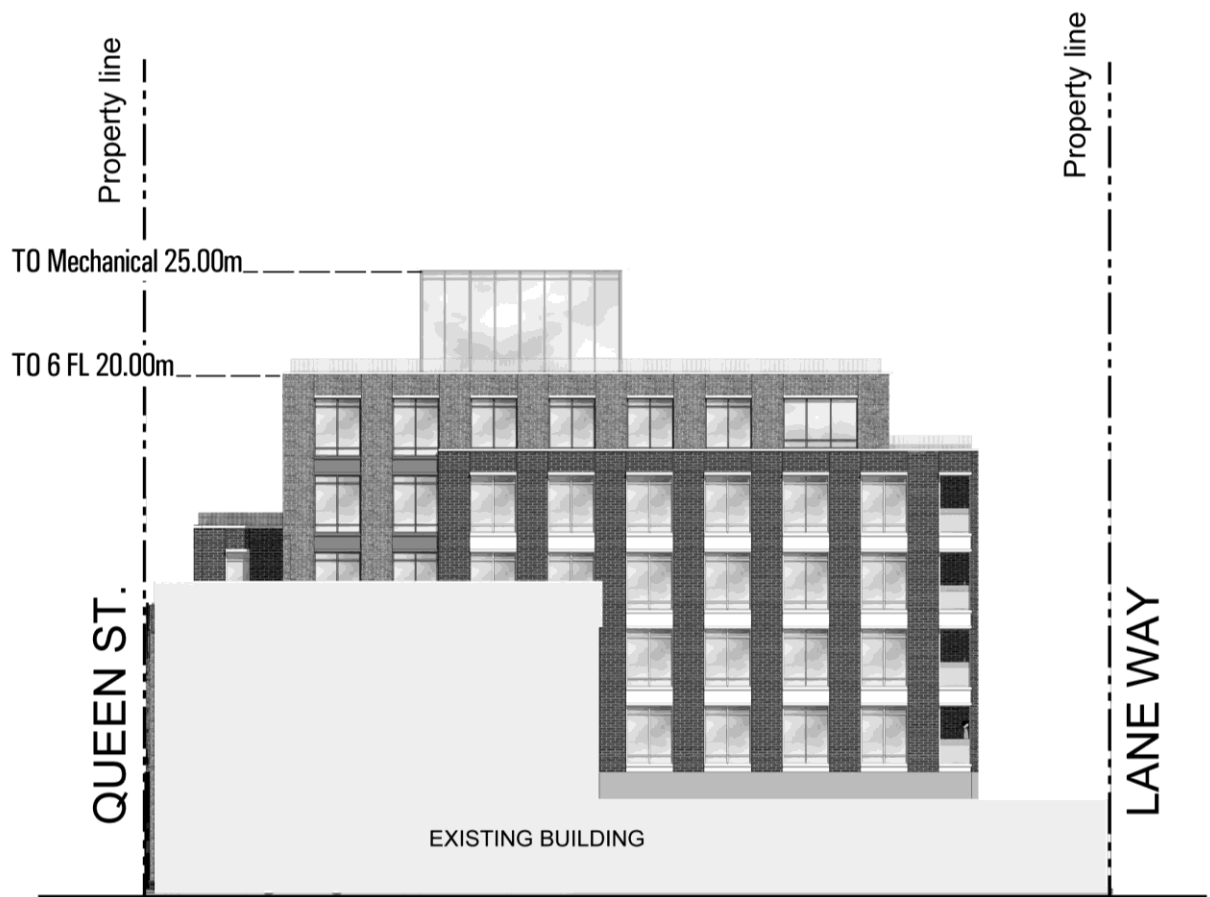 Property line
Property line
TO Mechanical 25.00m
TO 6 FL 20.00m
QUEEN ST.
LANE WAY
EXISTING BUILDING